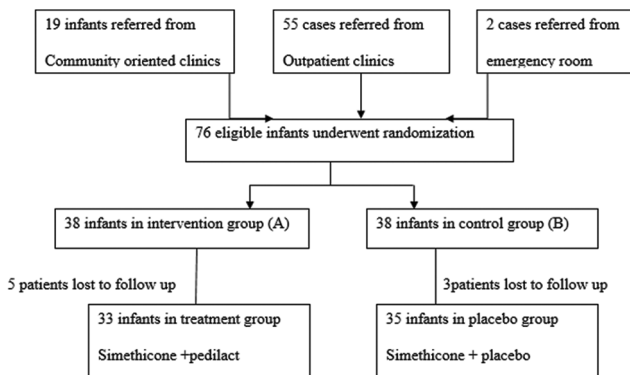 19 infants referred from
Community oriented clinics
55 cases referred from
Outpatient clinics
2 cases referred from
emergency room
76 eligible infants underwent randomization
38 infants in intervention group (A)
38 infants in control group (B)
5 patients lost to follow up
3patients lost to follow up
33 infants in treatment group
Simethicone +pedilact
35 infants in placebo group
Simethicone + placebo